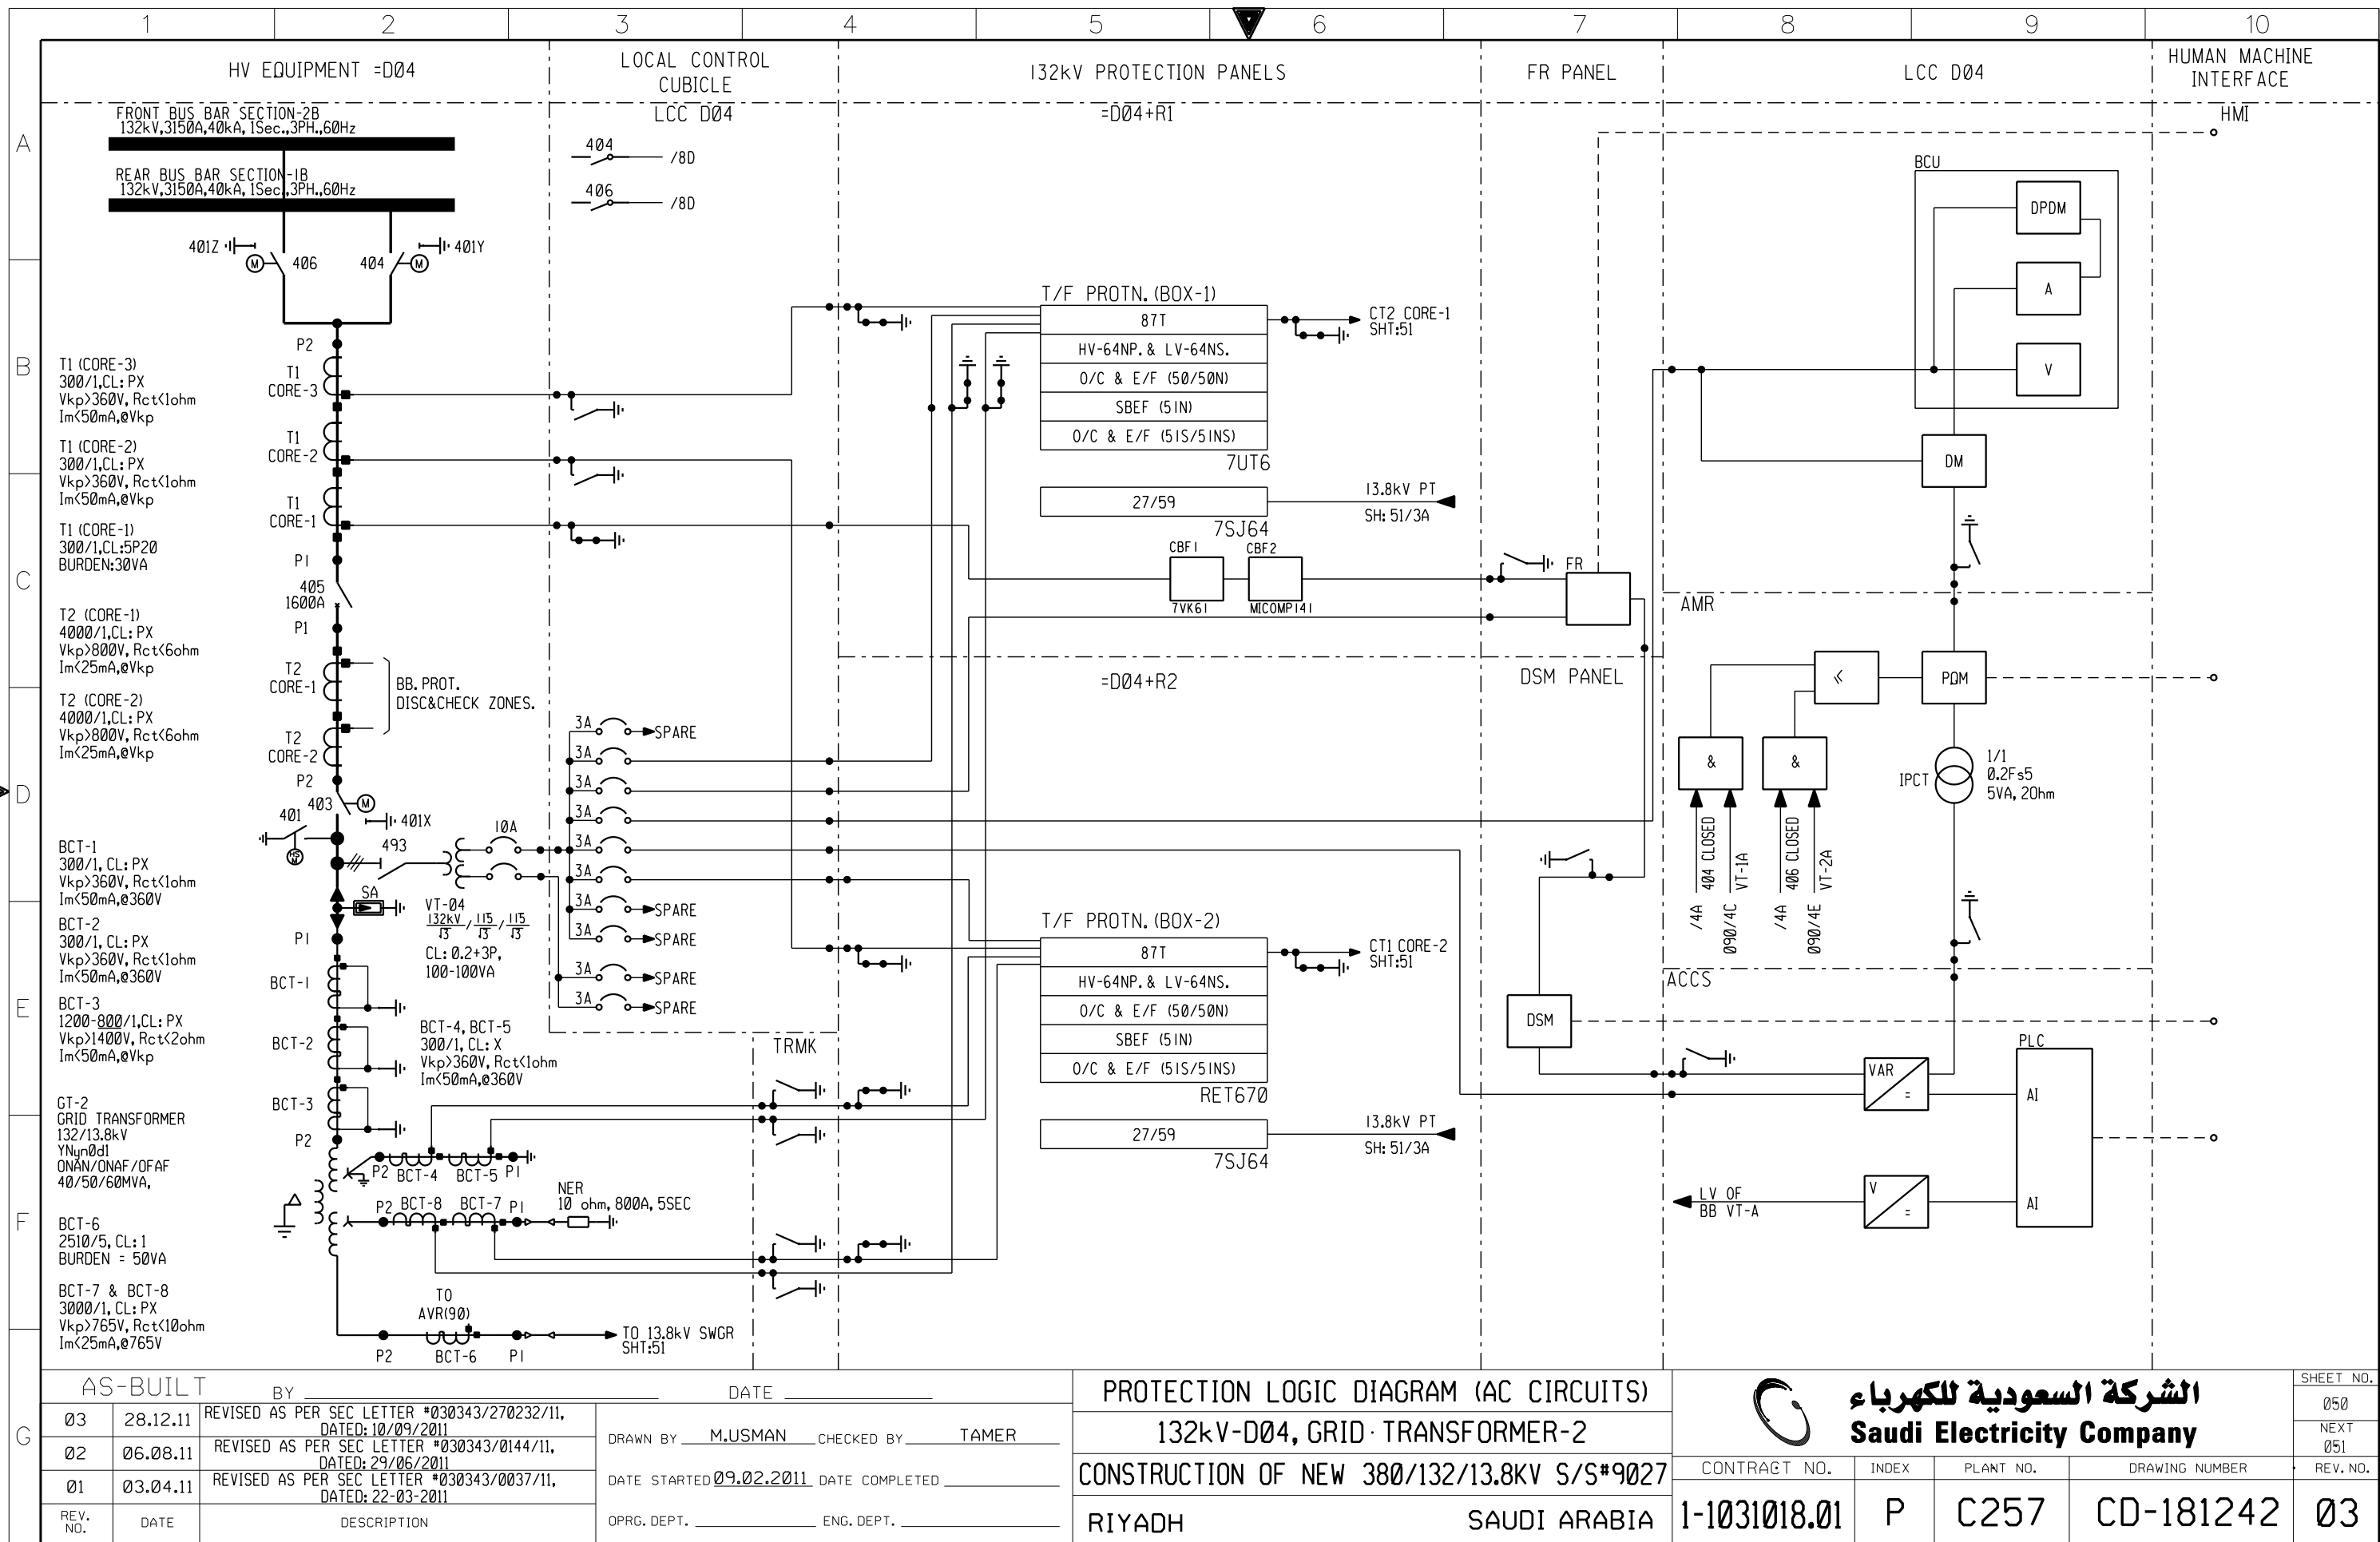 1 2 3 4 5 6 7 8 9 10
A
B
C
D
E
F
G
HV EQUIPMENT =DØ4
LOCAL CONTROL
CUBICLE
LCC DØ4
132kV PROTECTION PANELS
=DØ4+R1
FR PANEL
LCC DØ4
HUMAN MACHINE
INTERFACE
HMI
FRONT BUS BAR SECTION-2B
132kV,3150A,40kA,1Sec.,3PH.,60Hz
REAR BUS BAR SECTION-1B
132kV,3150A,40kA,1Sec.,3PH.,60Hz
404
/8D
406
/8D
401Z
M
406
404
M
401Y
P2
T1
CORE-3
T1
CORE-2
T1
CORE-1
P1
405
1600A
P1
T2
CORE-1
T2
CORE-2
P2
BB.PROT.
DISC&CHECK ZONES.
403
M
401
401X
493
10A
SA
P1
BCT-1
BCT-2
BCT-3
P2
T1 (CORE-3)
300/1,CL:PX
Vkp>360V, Rct<1ohm
Im<50mA,@Vkp
T1 (CORE-2)
300/1,CL:PX
Vkp>360V, Rct<1ohm
Im<50mA,@Vkp
T1 (CORE-1)
300/1,CL:5P20
BURDEN:30VA
T2 (CORE-1)
4000/1,CL:PX
Vkp>800V, Rct<6ohm
Im<25mA,@Vkp
T2 (CORE-2)
4000/1,CL:PX
Vkp>800V, Rct<6ohm
Im<25mA,@Vkp
BCT-1
300/1, CL: PX
Vkp>360V, Rct<1ohm
Im<50mA,@360V
BCT-2
300/1, CL: PX
Vkp>360V, Rct<1ohm
Im<50mA,@360V
BCT-3
1200-800/1,CL: PX
Vkp>1400V, Rct<2ohm
Im<50mA,@Vkp
GT-2
GRID TRANSFORMER
132/13.8kV
YNyn0d1
ONAN/ONAF/OFAF
40/50/60MVA,
BCT-6
2510/5, CL: 1
BURDEN = 50VA
BCT-7 & BCT-8
3000/1, CL: PX
Vkp>765V, Rct<10ohm
Im<25mA,@765V
VT-04
132kV/√3 / 115/√3 / 115/√3
CL: 0.2+3P,
100-100VA
BCT-4, BCT-5
300/1, CL: X
Vkp>360V, Rct<1ohm
Im<50mA,@360V
3A SPARE
3A
3A
3A
3A
3A
3A SPARE
3A SPARE
3A SPARE
3A SPARE
TRMK
P2 BCT-4 BCT-5 P1
P2 BCT-8 BCT-7 P1
NER
10 ohm, 800A, 5SEC
TO
AVR(90)
P2 BCT-6 P1
TO 13.8kV SWGR
SHT:51
T/F PROTN.(BOX-1)
87T
HV-64NP.& LV-64NS.
O/C & E/F (50/50N)
SBEF (51N)
O/C & E/F (51S/51NS)
7UT6
CT2 CORE-1
SHT:51
27/59
7SJ64
13.8kV PT
SH: 51/3A
CBF1
7VK61
CBF2
MICOMP141
FR
=DØ4+R2
DSM PANEL
T/F PROTN.(BOX-2)
87T
HV-64NP.& LV-64NS.
O/C & E/F (50/50N)
SBEF (51N)
O/C & E/F (51S/51NS)
RET670
CT1 CORE-2
SHT:51
27/59
7SJ64
13.8kV PT
SH: 51/3A
DSM
BCU
DPDM
A
V
DM
AMR
PQM
&
&
/4A
404 CLOSED
090/4C
VT-1A
/4A
406 CLOSED
090/4E
VT-2A
IPCT
1/1
0.2Fs5
5VA, 2Ohm
ACCS
VAR
=
V
=
PLC
AI
AI
LV OF
BB VT-A
AS-BUILT BY DATE
03 28.12.11 REVISED AS PER SEC LETTER #030343/270232/11,
DATED: 10/09/2011
02 06.08.11 REVISED AS PER SEC LETTER #030343/0144/11,
DATED: 29/06/2011
01 03.04.11 REVISED AS PER SEC LETTER #030343/0037/11,
DATED: 22-03-2011
REV. NO. DATE DESCRIPTION
DRAWN BY M.USMAN CHECKED BY TAMER
DATE STARTED 09.02.2011 DATE COMPLETED
OPRG. DEPT. ENG. DEPT.
PROTECTION LOGIC DIAGRAM (AC CIRCUITS)
132kV-DØ4, GRID TRANSFORMER-2
CONSTRUCTION OF NEW 380/132/13.8KV S/S#9027
RIYADH SAUDI ARABIA
الشركة السعودية للكهرباء
Saudi Electricity Company
CONTRACT NO. INDEX PLANT NO. DRAWING NUMBER REV. NO.
1-1031018.01 P C257 CD-181242 03
SHEET NO.
050
NEXT
051